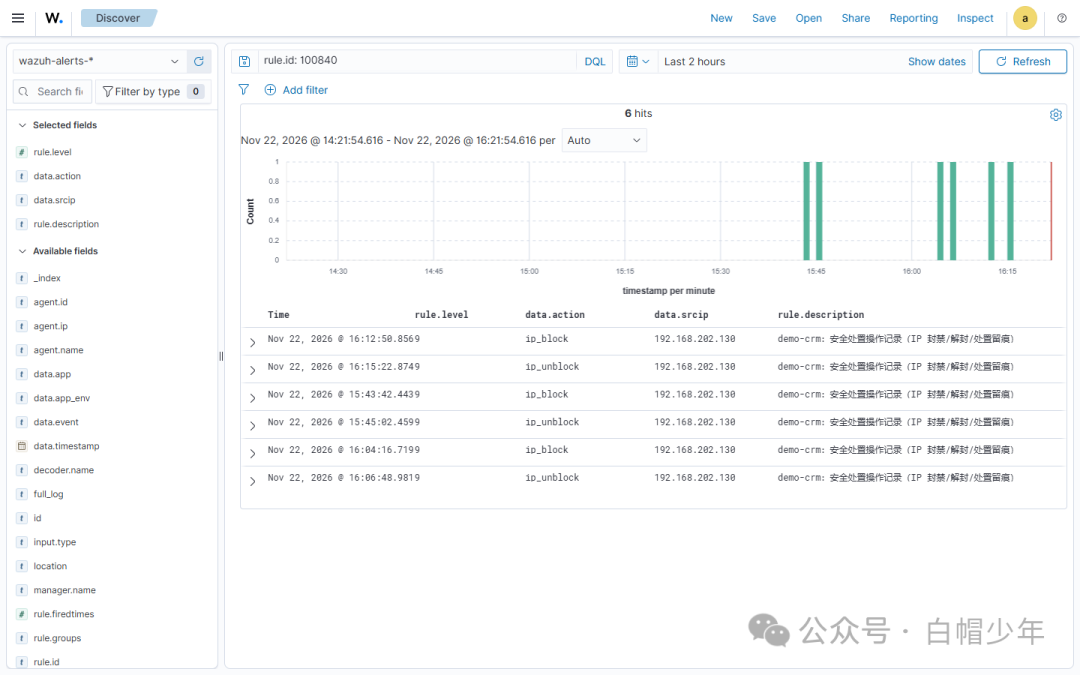 W. Discover New Save Open Share Reporting Inspect a
wazuh-alerts-*
rule.id: 100840 DQL Last 2 hours Show dates Refresh
Search fi Filter by type 0
Add filter
Selected fields
# rule.level
t data.action
t data.srcip
t rule.description
Available fields
t _index
t agent.id
t agent.ip
t agent.name
t data.app
t data.app_env
t data.event
data.timestamp
t decoder.name
t full_log
t id
t input.type
t location
t manager.name
# rule.firedtimes
t rule.groups
t rule.id
6 hits
Nov 22, 2026 @ 14:21:54.616 - Nov 22, 2026 @ 16:21:54.616 per Auto
Count
1
0.8
0.6
0.4
0.2
0
14:30 14:45 15:00 15:15 15:30 15:45 16:00 16:15
timestamp per minute
Time rule.level data.action data.srcip rule.description
Nov 22, 2026 @ 16:12:50.8569 ip_block 192.168.202.130 demo-crm: 安全处置操作记录（IP 封禁/解封/处置留痕）
Nov 22, 2026 @ 16:15:22.8749 ip_unblock 192.168.202.130 demo-crm: 安全处置操作记录（IP 封禁/解封/处置留痕）
Nov 22, 2026 @ 15:43:42.4439 ip_block 192.168.202.130 demo-crm: 安全处置操作记录（IP 封禁/解封/处置留痕）
Nov 22, 2026 @ 15:45:02.4599 ip_unblock 192.168.202.130 demo-crm: 安全处置操作记录（IP 封禁/解封/处置留痕）
Nov 22, 2026 @ 16:04:16.7199 ip_block 192.168.202.130 demo-crm: 安全处置操作记录（IP 封禁/解封/处置留痕）
Nov 22, 2026 @ 16:06:48.9819 ip_unblock 192.168.202.130 demo-crm: 安全处置操作记录（IP 封禁/解封/处置留痕）
公众号 · 白帽少年